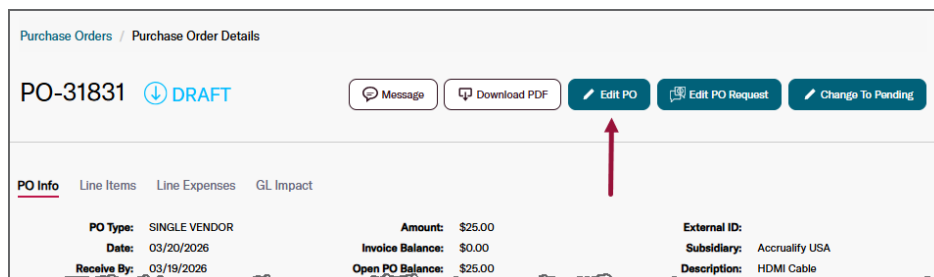 Purchase Orders / Purchase Order Details
PO-31831 DRAFT Message Download PDF Edit PO Edit PO Request Change To Pending
PO Info Line Items Line Expenses GL Impact
PO Type: SINGLE VENDOR Amount: $25.00 External ID:
Date: 03/20/2026 Invoice Balance: $0.00 Subsidiary: Accrualify USA
Receive By: 03/19/2026 Open PO Balance: $25.00 Description: HDMI Cable